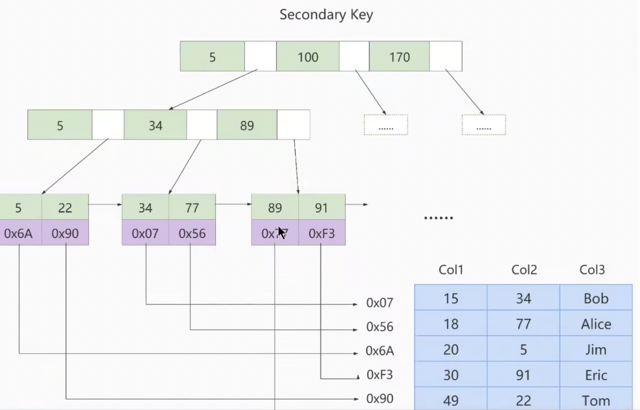 Secondary Key
5 100 170
5 34 89
...... ......
5 22 34 77 89 91
0x6A 0x90 0x07 0x56 0xF3
......
Col1 Col2 Col3
0x07 15 34 Bob
0x56 18 77 Alice
0x6A 20 5 Jim
0xF3 30 91 Eric
0x90 49 22 Tom